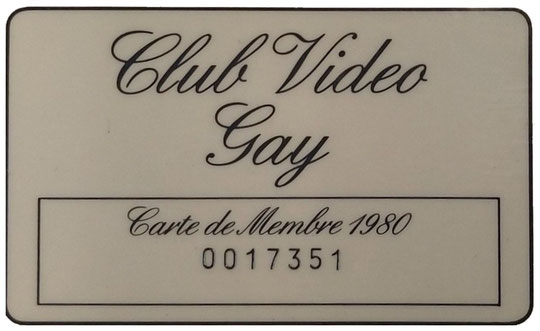 Club Video
Gay
Carte de Membre 1980
0017351